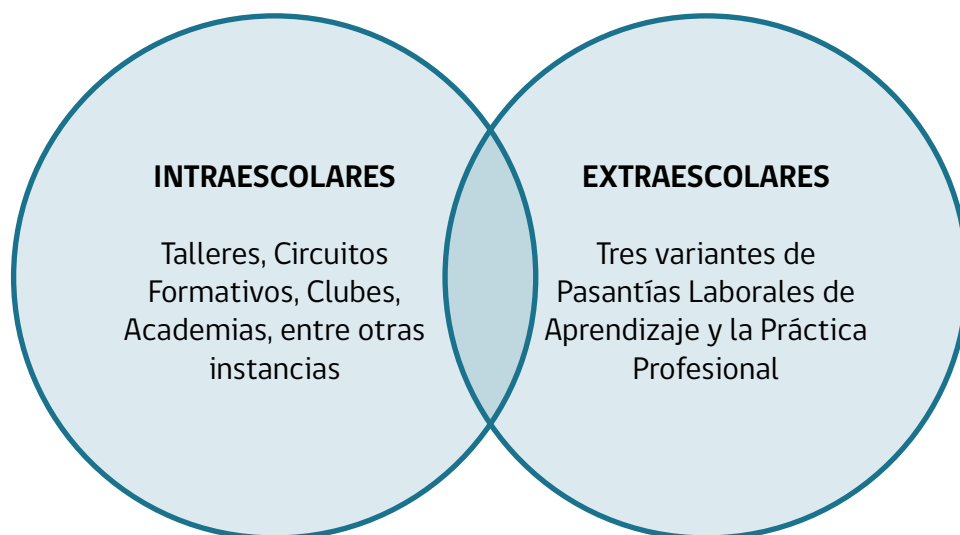 INTRAESCOLARES
Talleres, Circuitos
Formativos, Clubes,
Academias, entre otras
instancias
EXTRAESCOLARES
Tres variantes de
Pasantías Laborales de
Aprendizaje y la Práctica
Profesional